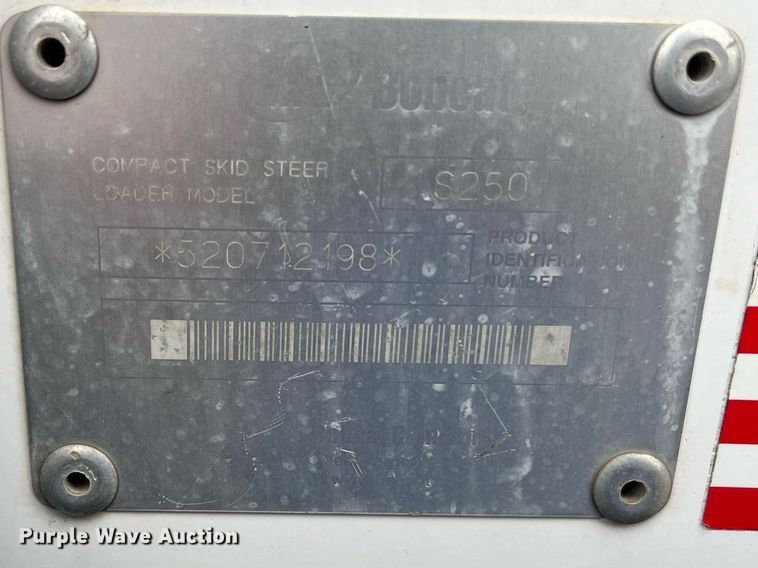 Bobcat
COMPACT SKID STEER
LOADER MODEL
S250
*520712198*
PRODUCT
IDENTIFICATION
NUMBER
Purple Wave Auction